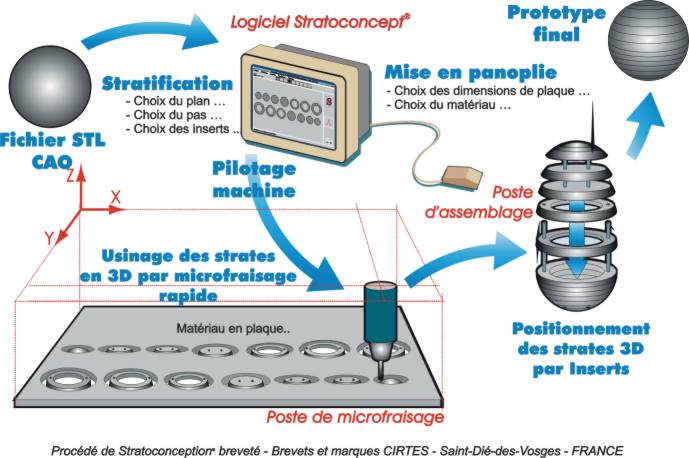 Logiciel Stratoconcept®
Prototype
final
Stratification
- Choix du plan ...
- Choix du pas ...
- Choix des inserts ..
Mise en panoplie
- Choix des dimensions de plaque ...
- Choix du matériau ...
Fichier STL
CAO
Pilotage
machine
Z
X
Y
Poste
d'assemblage
Usinage des strates
en 3D par microfraisage
rapide
Matériau en plaque..
Positionnement
des strates 3D
par Inserts
Poste de microfraisage
Procédé de Stratoconception® breveté - Brevets et marques CIRTES - Saint-Dié-des-Vosges - FRANCE